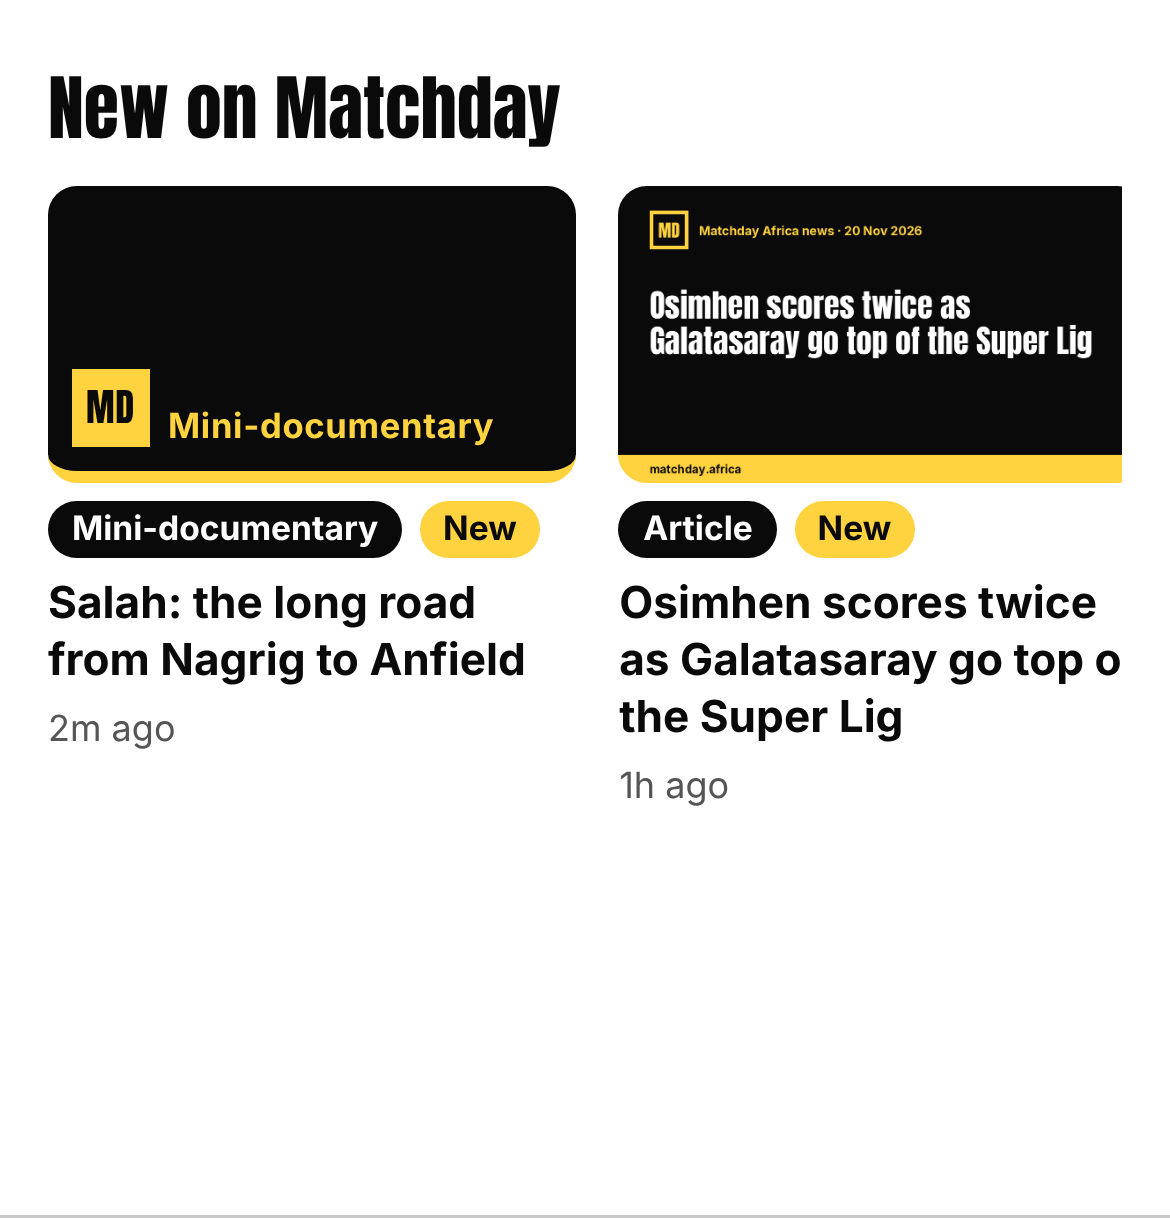 New on Matchday
MD
Mini-documentary
Mini-documentary
New
Salah: the long road
from Nagrig to Anfield
2m ago
MD
Matchday Africa news · 20 Nov 2026
Osimhen scores twice as
Galatasaray go top of the Super Lig
matchday.africa
Article
New
Osimhen scores twice
as Galatasaray go top o
the Super Lig
1h ago